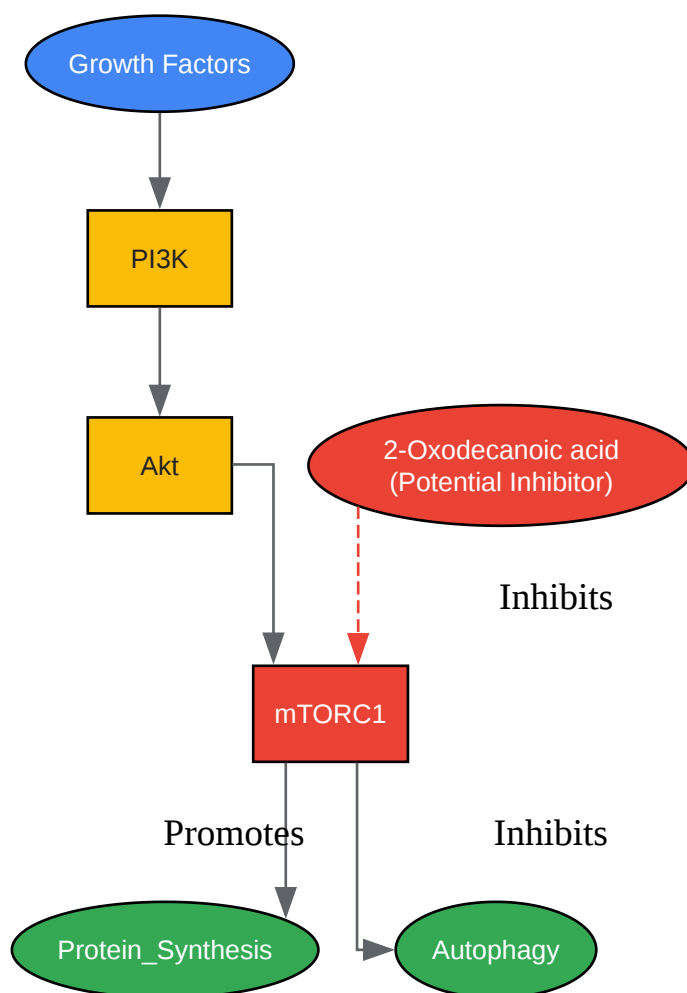 Growth Factors
PI3K
Akt
2-Oxodecanoic acid
(Potential Inhibitor)
Inhibits
mTORC1
Promotes
Inhibits
Protein_Synthesis
Autophagy